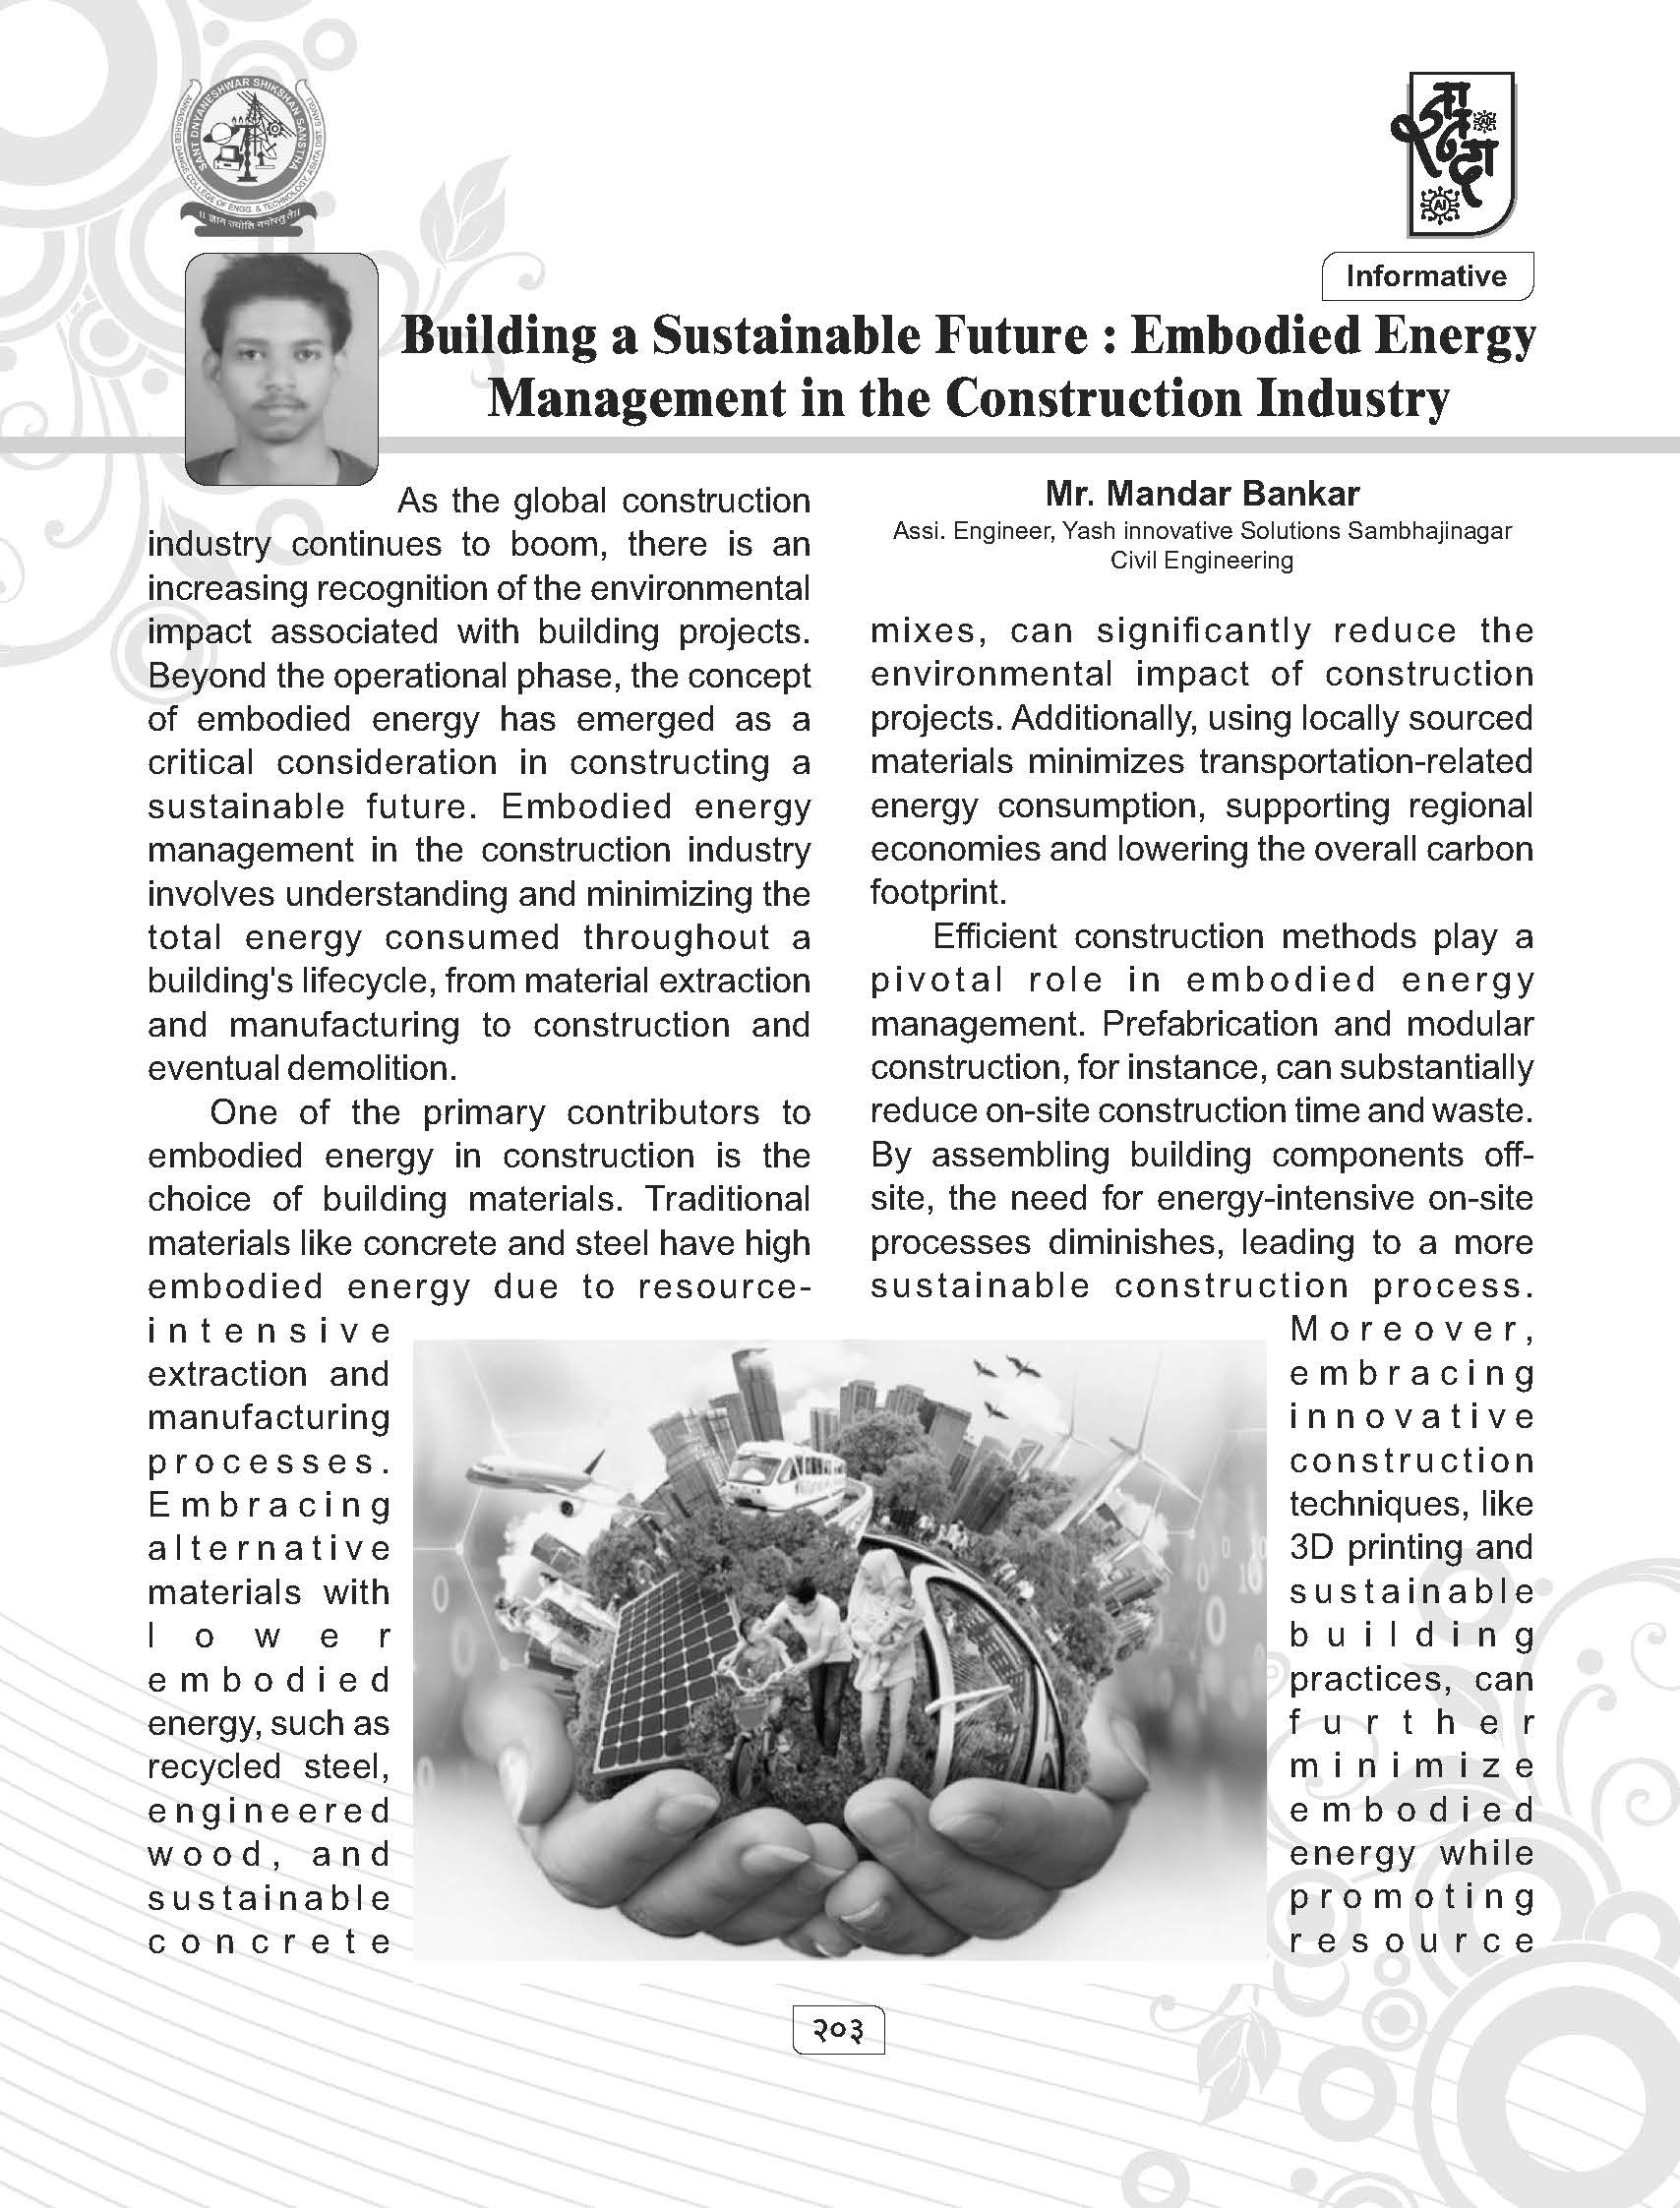 SANT DNYANESHWAR SHIKSHAN SANSTHA
ANNASAHEB DANGE COLLEGE OF ENGG. & TECHNOLOGY, ASHTA DIST. SANGLI
AI
AI
Informative
Building a Sustainable Future : Embodied Energy
Management in the Construction Industry
Mr. Mandar Bankar
Assi. Engineer, Yash innovative Solutions Sambhajinagar
Civil Engineering
As the global construction
industry continues to boom, there is an
increasing recognition of the environmental
impact associated with building projects.
Beyond the operational phase, the concept
of embodied energy has emerged as a
critical consideration in constructing a
sustainable future. Embodied energy
management in the construction industry
involves understanding and minimizing the
total energy consumed throughout a
building's lifecycle, from material extraction
and manufacturing to construction and
eventual demolition.
One of the primary contributors to
embodied energy in construction is the
choice of building materials. Traditional
materials like concrete and steel have high
embodied energy due to resource-
intensive
extraction and
manufacturing
processes.
Embracing
alternative
materials with
lower
embodied
energy, such as
recycled steel,
engineered
wood, and
sustainable
concrete
mixes, can significantly reduce the
environmental impact of construction
projects. Additionally, using locally sourced
materials minimizes transportation-related
energy consumption, supporting regional
economies and lowering the overall carbon
footprint.
Efficient construction methods play a
pivotal role in embodied energy
management. Prefabrication and modular
construction, for instance, can substantially
reduce on-site construction time and waste.
By assembling building components off-
site, the need for energy-intensive on-site
processes diminishes, leading to a more
sustainable construction process.
Moreover,
embracing
innovative
construction
techniques, like
3D printing and
sustainable
building
practices, can
further
minimize
embodied
energy while
promoting
resource
२०३